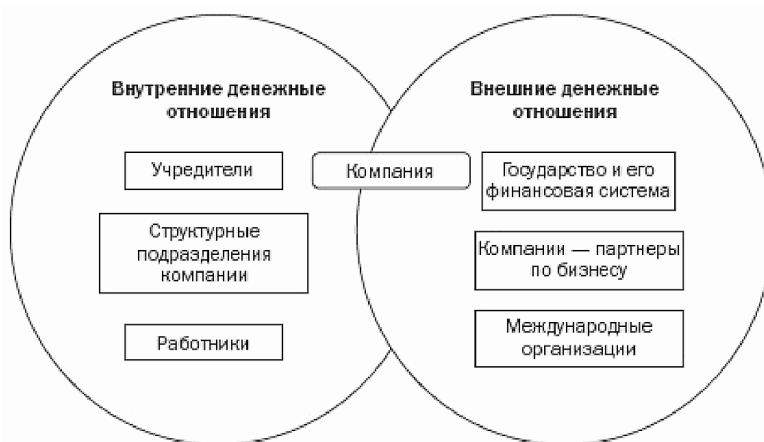 Внутренние денежные
отношения
Учредители
Структурные
подразделения
компании
Работники
Компания
Внешние денежные
отношения
Государство и его
финансовая система
Компании — партнеры
по бизнесу
Международные
организации